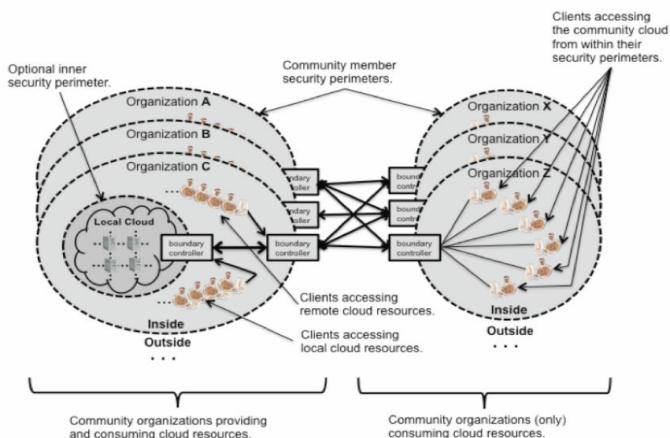 Clients accessing
the community cloud
from within their
security perimeters.
Community member
security perimeters.
Optional inner
security perimeter.
Organization A
Organization B
Organization C
Organization X
Organization Y
Organization Z
Local Cloud
boundary
controller
boundary
controller
boundary
controller
Inside
Outside
. . .
Clients accessing
remote cloud resources.
Clients accessing
local cloud resources.
Inside
Outside
. . .
Community organizations providing
and consuming cloud resources.
Community organizations (only)
consuming cloud resources.